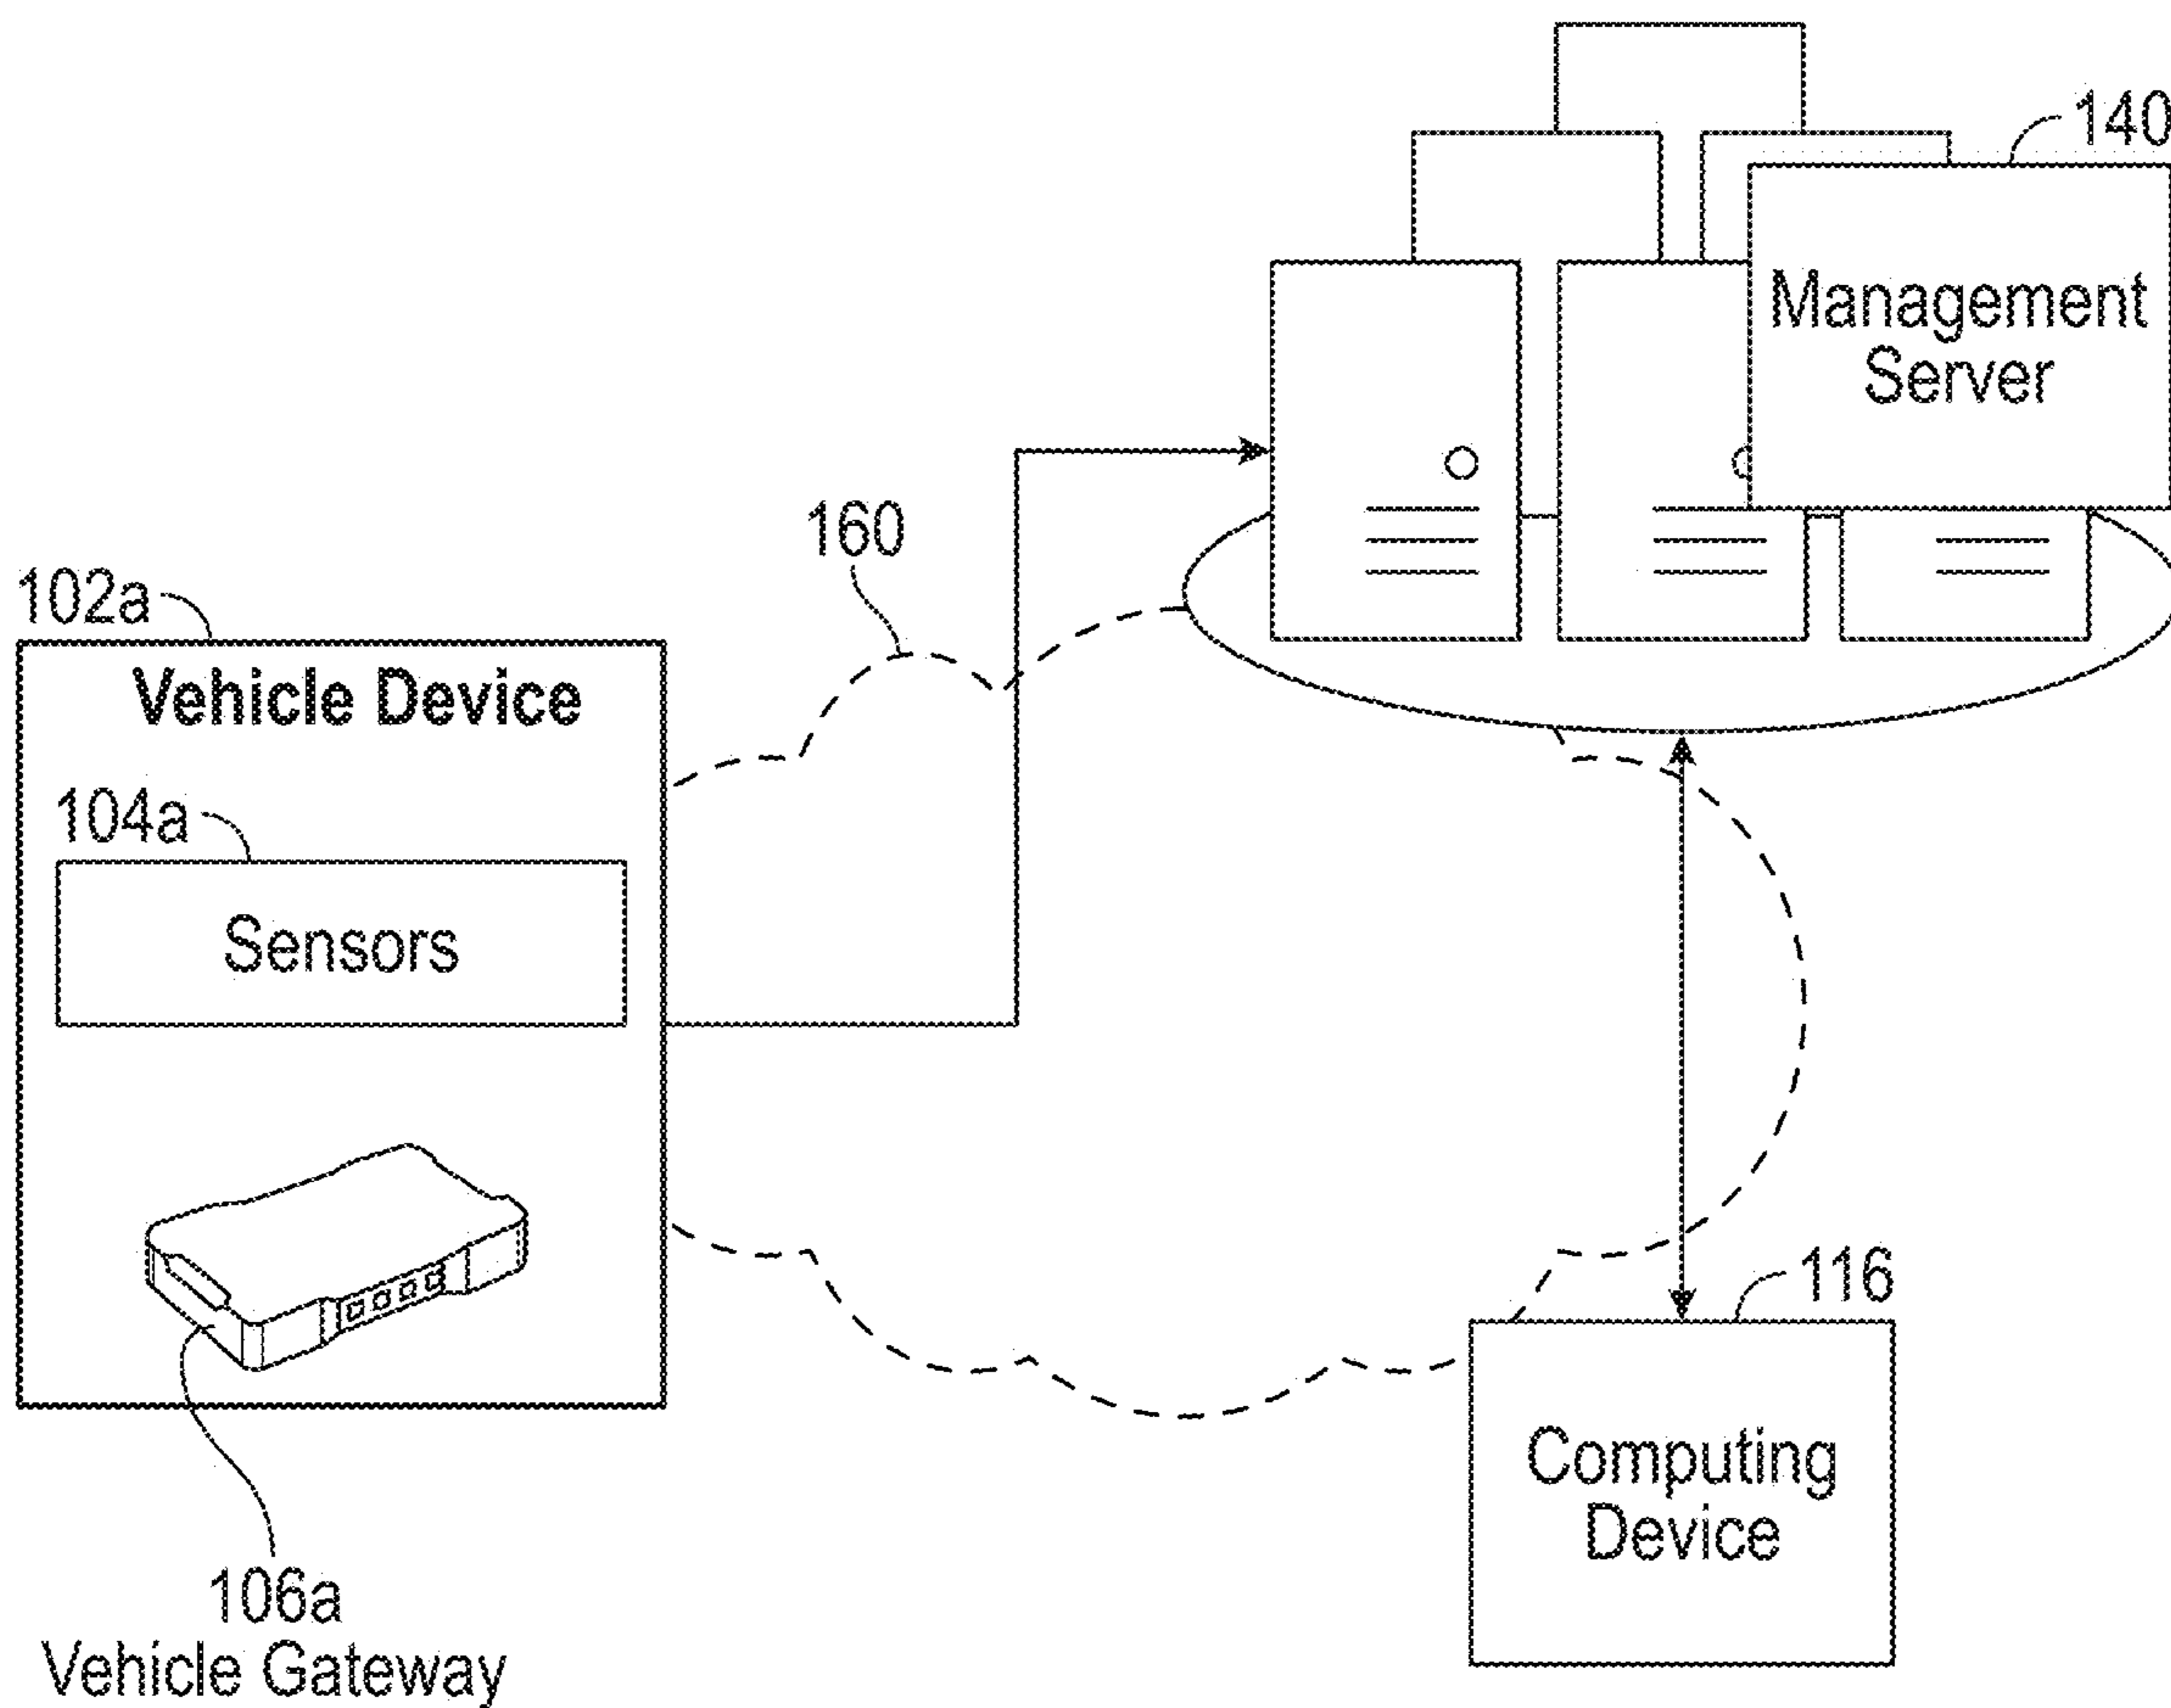 140
Management
Server
160
102a
Vehicle Device
104a
Sensors
116
Computing
Device
106a
Vehicle Gateway